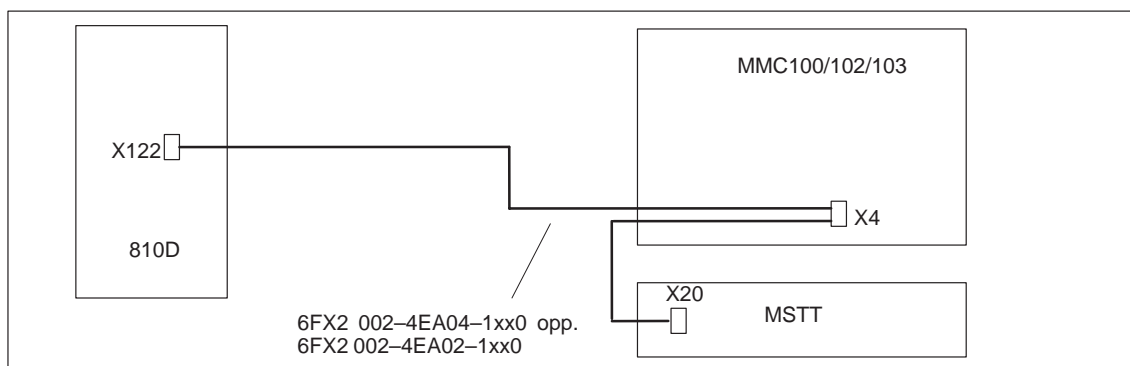 MMC100/102/103
X122
X4
810D
X20
MSTT
6FX2 002–4EA04–1xx0 opp.
6FX2 002–4EA02–1xx0